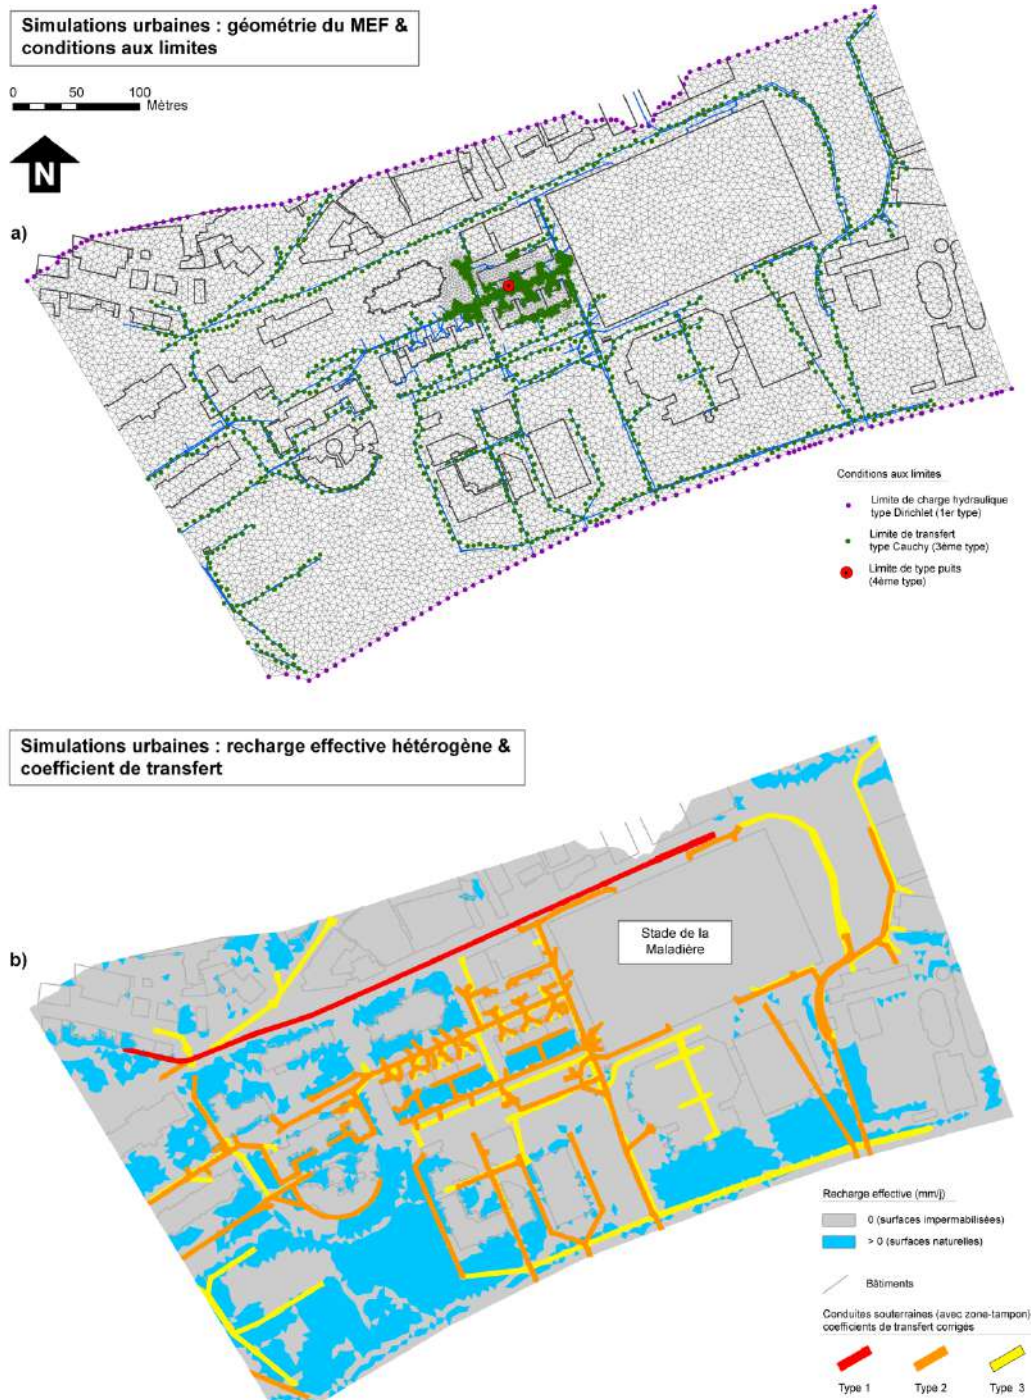 Simulations urbaines : géométrie du MEF &
conditions aux limites
0 50 100
Mètres
N
a)
Conditions aux limites
Limite de charge hydraulique
type Dirichlet (1er type)
Limite de transfert
type Cauchy (3ème type)
Limite de type puits
(4ème type)
Simulations urbaines : recharge effective hétérogène &
coefficient de transfert
b)
Stade de la
Maladière
Recharge effective (mm/j)
0 (surfaces impermabilisées)
> 0 (surfaces naturelles)
Bâtiments
Conduites souterraines (avec zone-tampon)
coefficients de transfert corrigés
Type 1 Type 2 Type 3